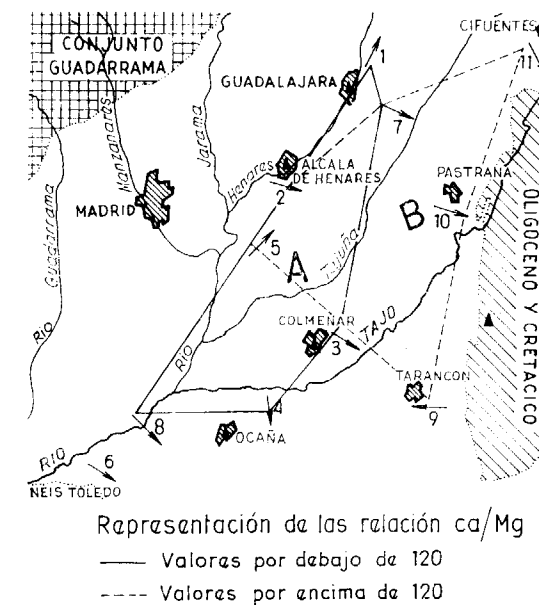 CONJUNTO
GUADARRAMA
CIFUENTES
GUADALAJARA
1
11
7
Manzanares
Jarama
Henares
ALCALA
DE HENARES
2
PASTRANA
MADRID
B
10
Guadarrama
5
A
Tajuña
OLIGOCENO Y CRETACICO
COLMEÑAR
3
TAJO
RIO
RIO
TARANCON
9
4
8
OCAÑA
RIO
6
NEIS TOLEDO
Representación de las relación ca/Mg
Valores por debajo de 120
Valores por encima de 120